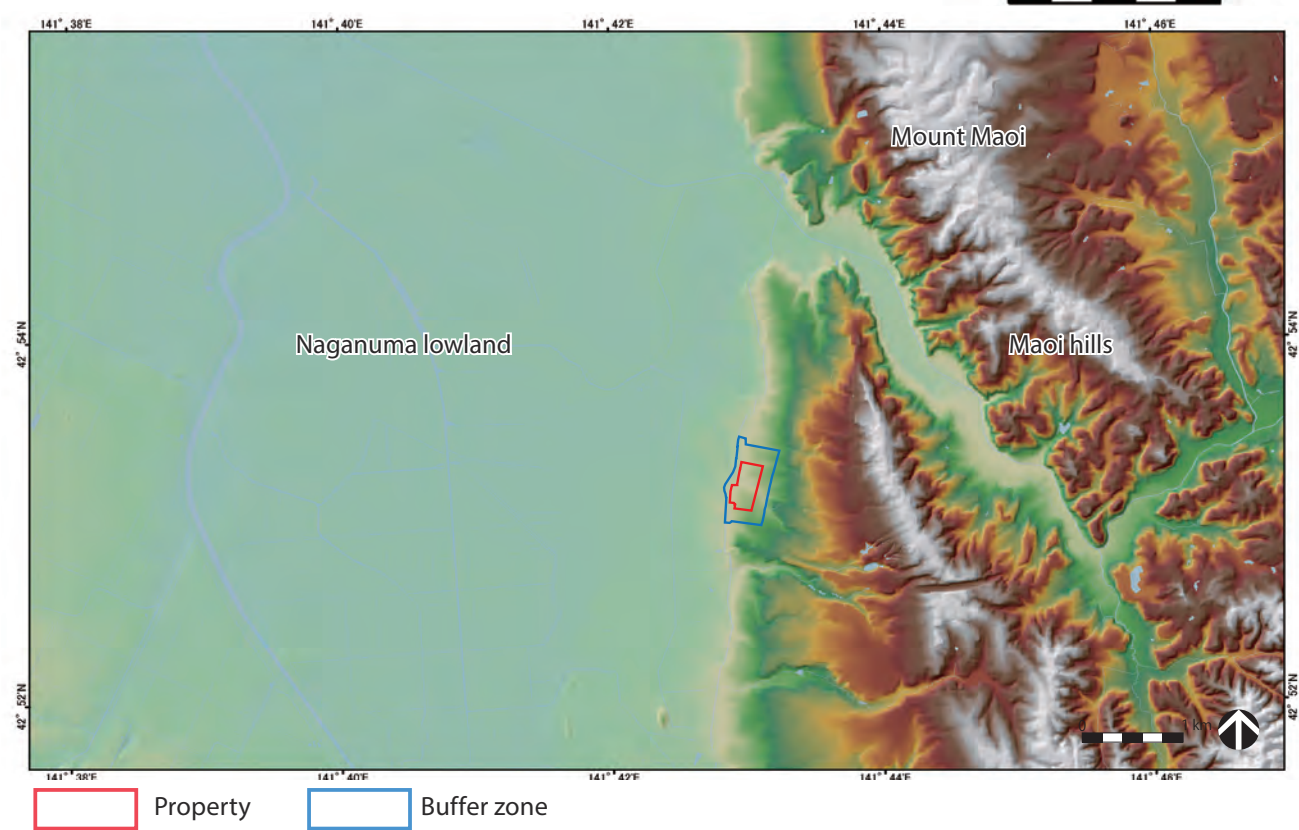 141° 38'E 141° 40'E 141° 42'E 141° 44'E 141° 46'E
Mount Maoi
42° 54'N
Naganuma lowland
Maoi hills
42° 54'N
42° 52'N
42° 52'N
0 1 km
141° 38'E 141° 40'E 141° 42'E 141° 44'E 141° 46'E
Property
Buffer zone